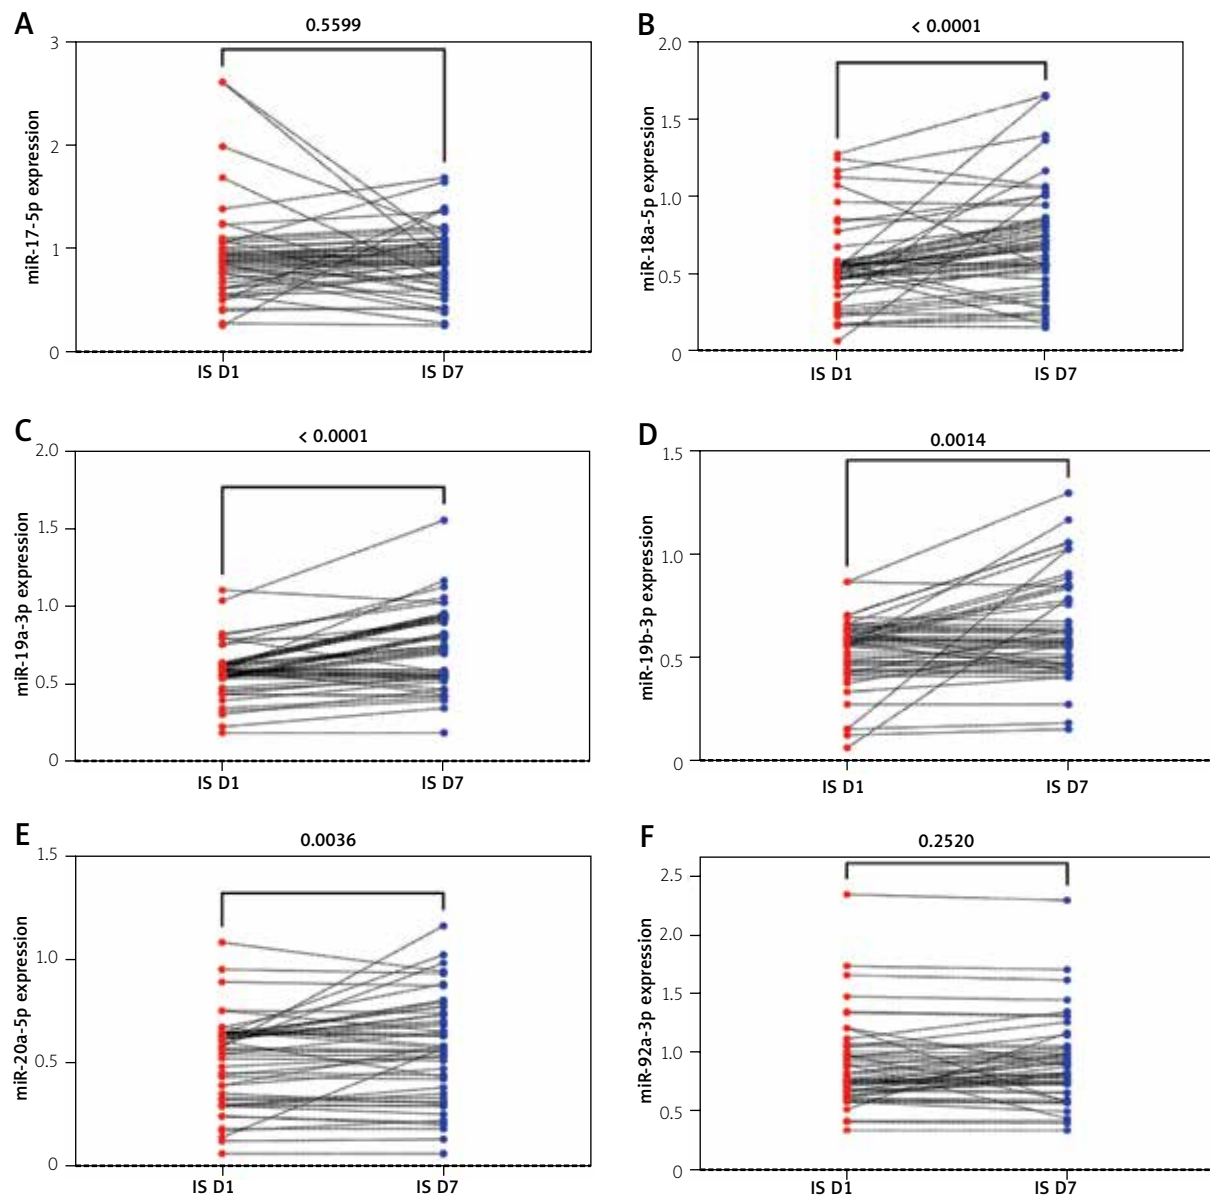 A
0.5599
3
2
1
0
miR-17-5p expression
IS D1 IS D7
B
< 0.0001
2.0
1.5
1.0
0.5
0
miR-18a-5p expression
IS D1 IS D7
C
< 0.0001
2.0
1.5
1.0
0.5
0
miR-19a-3p expression
IS D1 IS D7
D
0.0014
1.5
1.0
0.5
0
miR-19b-3p expression
IS D1 IS D7
E
0.0036
1.5
1.0
0.5
0
miR-20a-5p expression
IS D1 IS D7
F
0.2520
2.5
2.0
1.5
1.0
0.5
0
miR-92a-3p expression
IS D1 IS D7